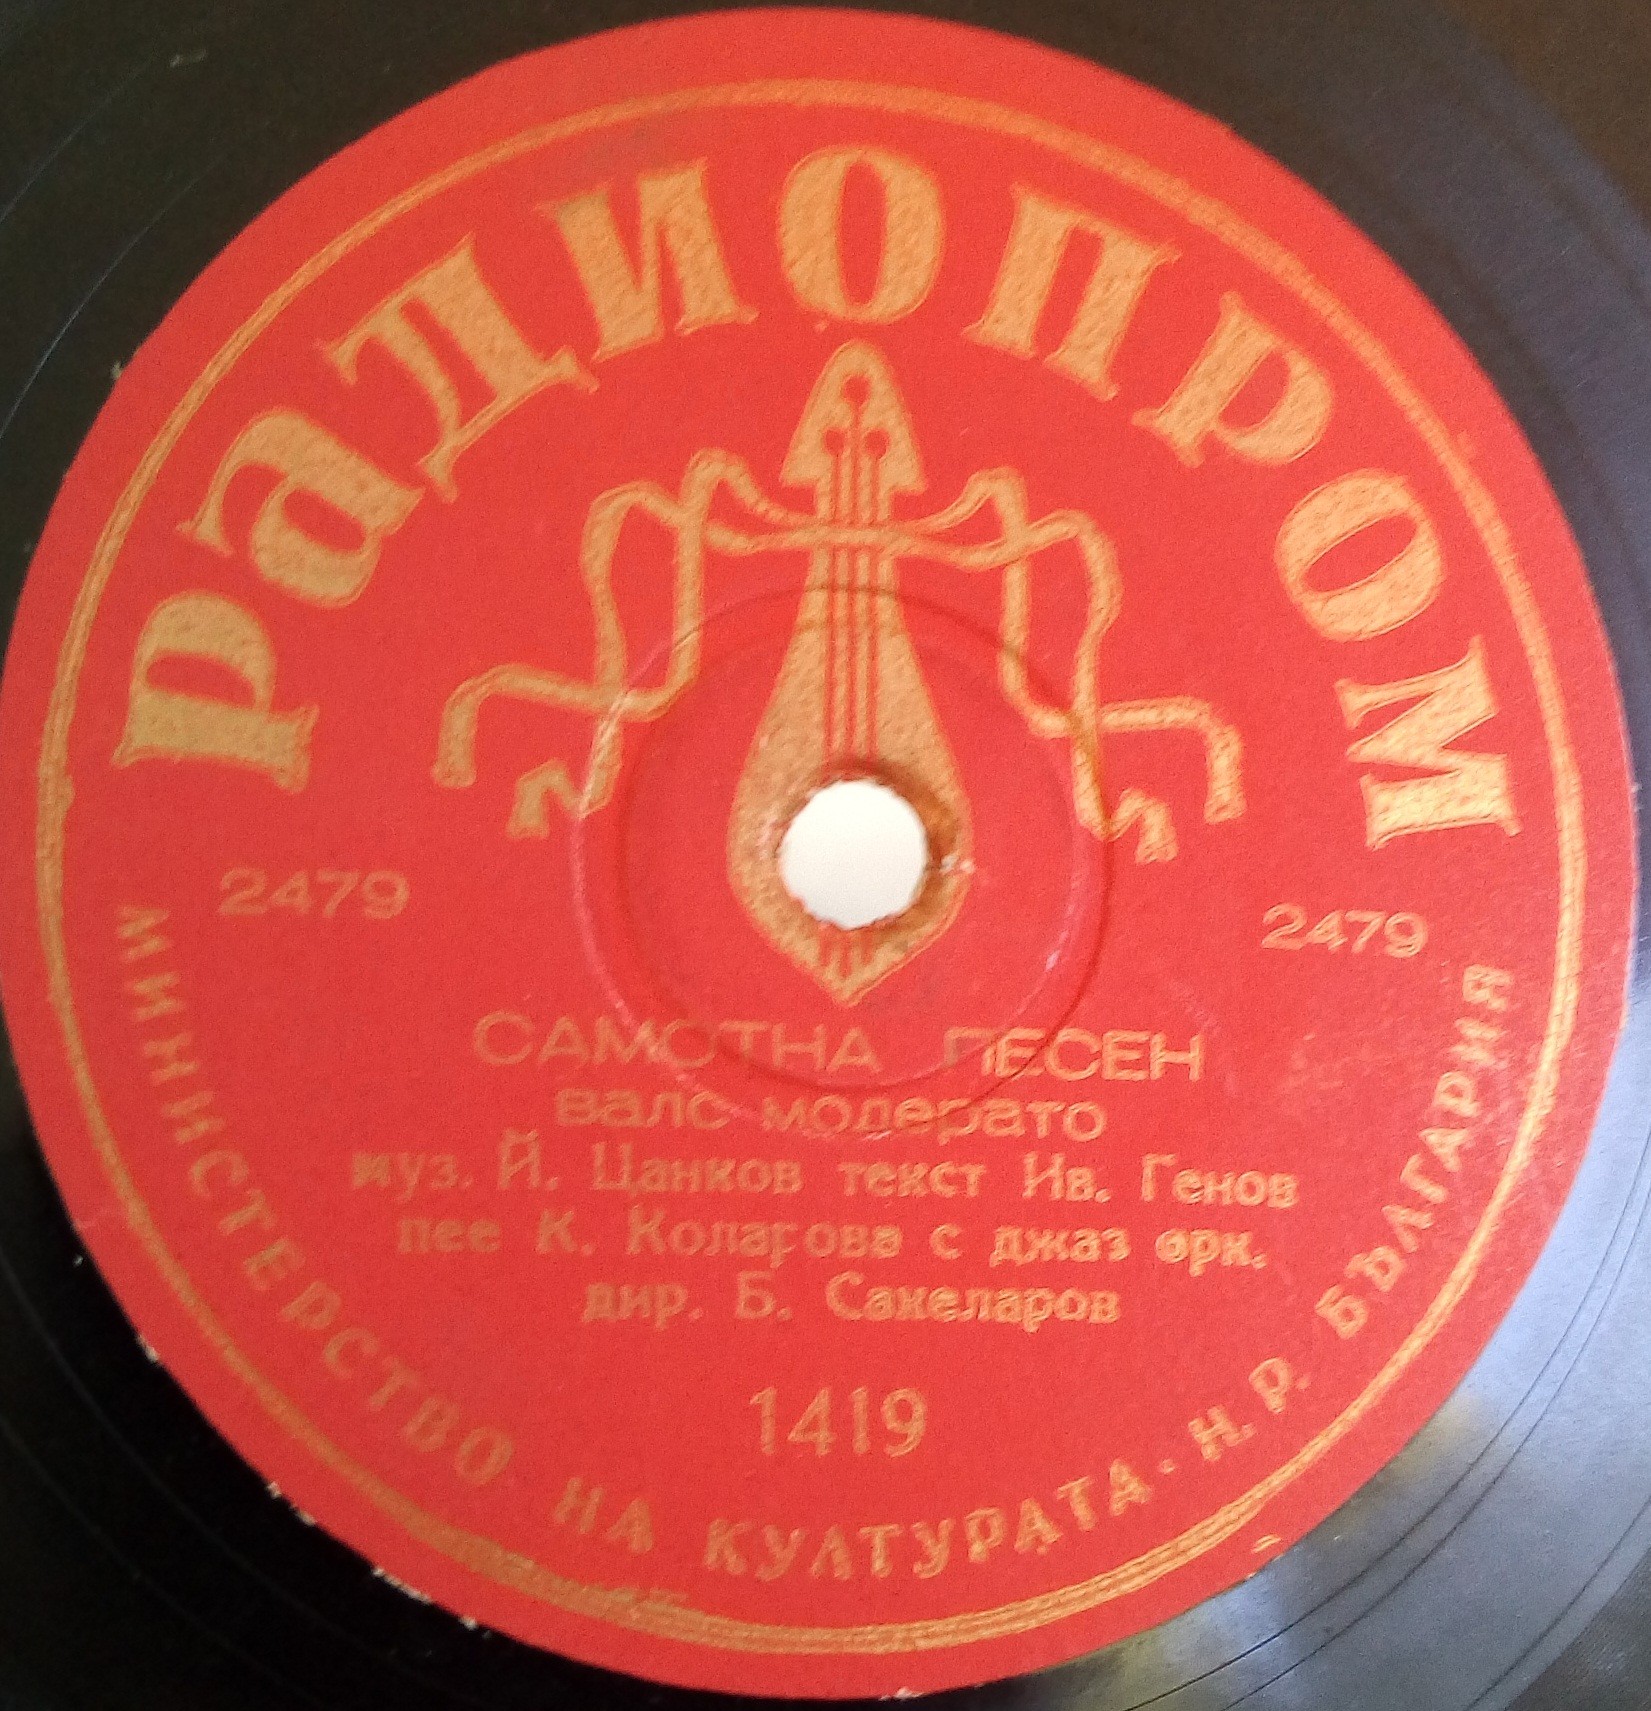 РАДИОПРОМ
2479 2479
САМОТНА ПЕСЕН
валс модерато
муз. Й. Цанков текст Ив. Генов
пее К. Коларова с джаз орк.
дир. Б. Сакеларов
1419
МИНИСТЕРСТВО НА КУЛТУРАТА · Н. Р. БЪЛГАРИЯ